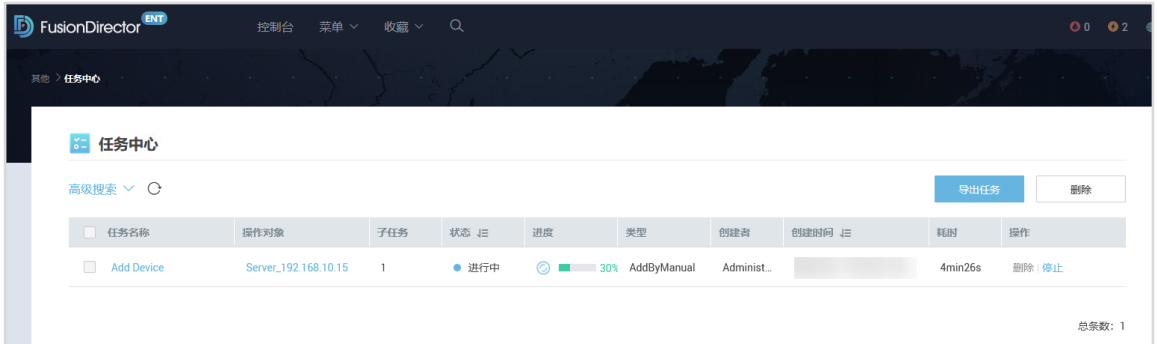 FusionDirector ENT 控制台 菜单 收藏 0 2
其他 > 任务中心
任务中心
高级搜索 导出任务 删除
任务名称 操作对象 子任务 状态 进度 类型 创建者 创建时间 耗时 操作
Add Device Server_192.168.10.15 1 进行中 30% AddByManual Administ... 4min26s 删除 停止
总条数: 1